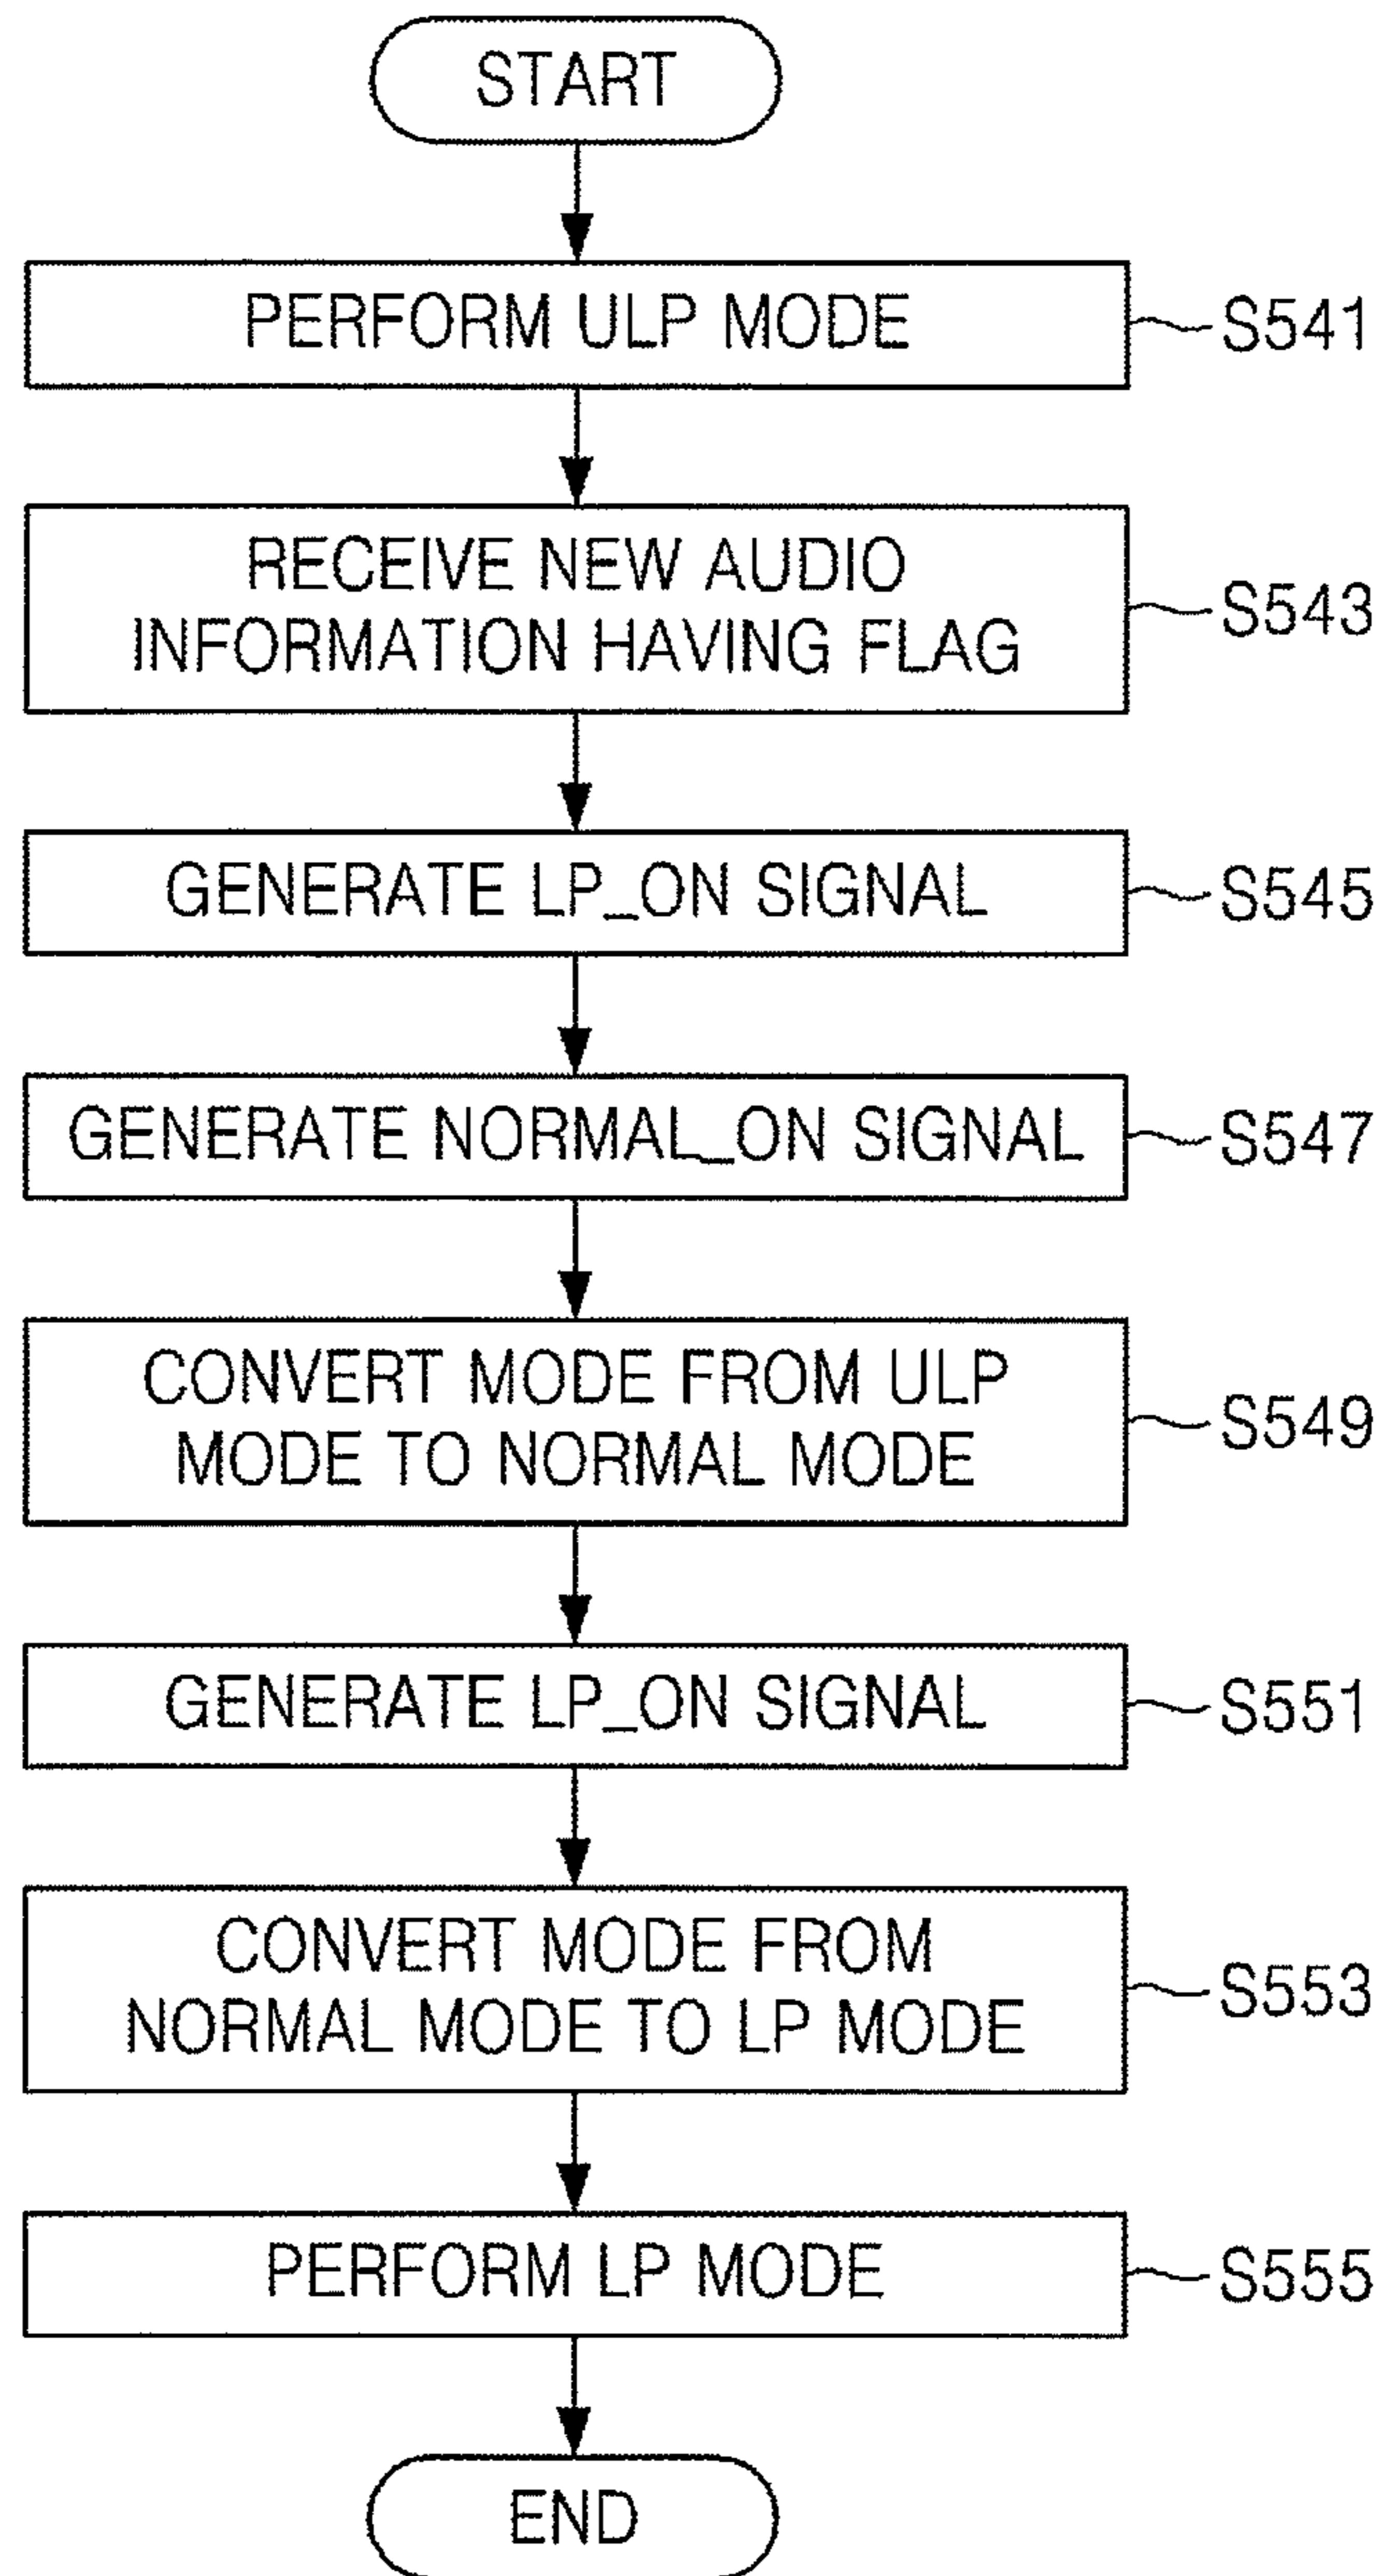 START
PERFORM ULP MODE
S541
RECEIVE NEW AUDIO
INFORMATION HAVING FLAG
S543
GENERATE LP_ON SIGNAL
S545
GENERATE NORMAL_ON SIGNAL
S547
CONVERT MODE FROM ULP
MODE TO NORMAL MODE
S549
GENERATE LP_ON SIGNAL
S551
CONVERT MODE FROM
NORMAL MODE TO LP MODE
S553
PERFORM LP MODE
S555
END